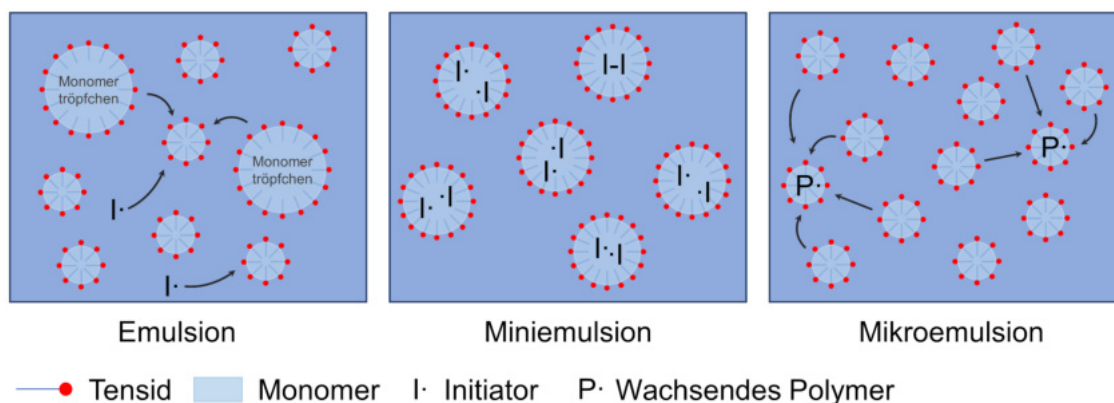 Monomer
tröpfchen
Monomer
tröpfchen
I·
I·
Emulsion
I·
·I
I-I
·I
I·
I·
·I
I·
·I
I·
·I
Miniemulsion
P·
P·
Mikroemulsion
Tensid
Monomer
I· Initiator
P· Wachsendes Polymer